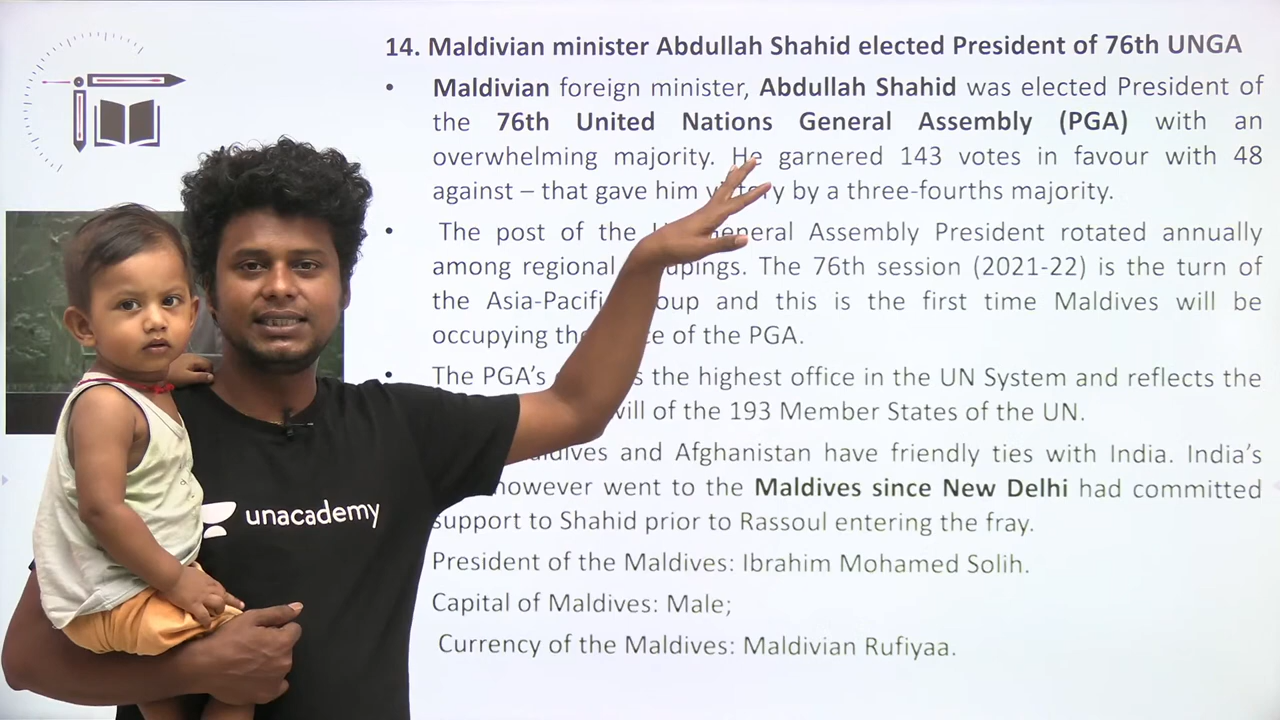 14. Maldivian minister Abdullah Shahid elected President of 76th UNGA
• Maldivian foreign minister, Abdullah Shahid was elected President of
the 76th United Nations General Assembly (PGA) with an
overwhelming majority. He garnered 143 votes in favour with 48
against – that gave him victory by a three-fourths majority.
• The post of the General Assembly President rotated annually
among regional The 76th session (2021-22) is the turn of
the Asia-Pacific and this is the first time Maldives will be
occupying the of the PGA.
• The PGA's the highest office in the UN System and reflects the
will of the 193 Member States of the UN.
and Afghanistan have friendly ties with India. India's
however went to the Maldives since New Delhi had committed
support to Shahid prior to Rassoul entering the fray.
President of the Maldives: Ibrahim Mohamed Solih.
Capital of Maldives: Male;
Currency of the Maldives: Maldivian Rufiyaa.
unacademy